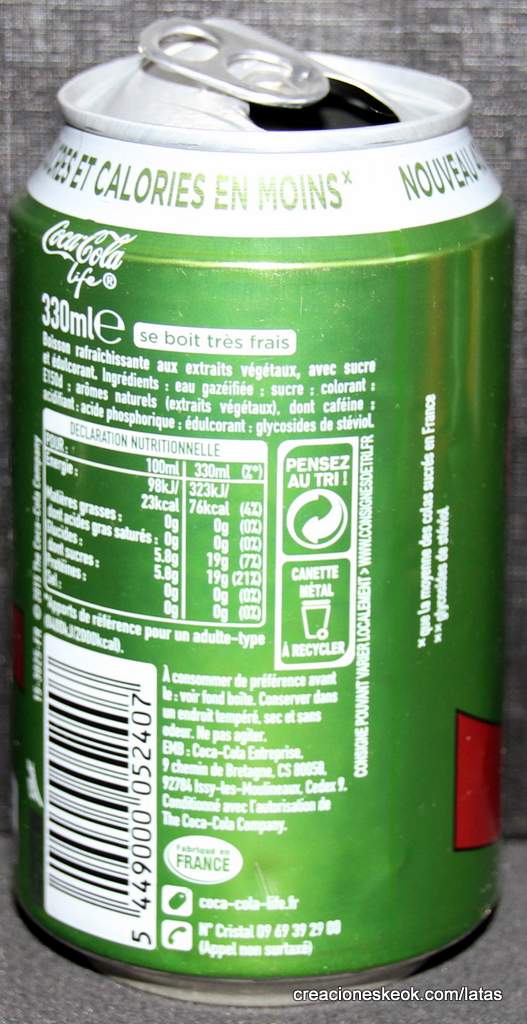 RES ET CALORIES EN MOINS*
NOUVEAU
Coca-Cola
life®
330ml e
se boit très frais
Boisson rafraîchissante aux extraits végétaux, avec sucre
et édulcorant. Ingrédients : eau gazéifiée ; sucre ; colorant :
E150d ; arômes naturels (extraits végétaux), dont caféine ;
acidifiant : acide phosphorique ; édulcorant : glycosides de stéviol.
DECLARATION NUTRITIONNELLE
POUR : 100ml 330ml (%*)
Energie : 98kJ/ 323kJ/
23kcal 76kcal (4%)
Matières grasses : 0g 0g (0%)
dont acides gras saturés : 0g 0g (0%)
Glucides : 5.8g 19g (7%)
dont sucres : 5.8g 19g (21%)
Protéines : 0g 0g (0%)
Sel : 0g 0g (0%)
*Apports de référence pour un adulte-type
(8400kJ/2000kcal).
PENSEZ
AU TRI !
CANETTE
MÉTAL
À RECYCLER
CONSIGNE POUVANT VARIER LOCALEMENT > WWW.CONSIGNESDETRI.FR
* que la moyenne des colas sucrés en France
** glycosides de stéviol
© 2015 The Coca-Cola Company
À consommer de préférence avant
le : voir fond boîte. Conserver dans
un endroit tempéré, sec et sans
odeur. Ne pas agiter.
EMB : Coca-Cola Entreprise,
9 chemin de Bretagne, CS 80050,
92784 Issy-les-Moulineaux, Cedex 9.
Conditionné avec l'autorisation de
The Coca-Cola Company.
Fabriqué en
FRANCE
5 449000 052407
coca-cola-life.fr
N° Cristal 09 69 39 29 00
(Appel non surtaxé)
creacioneskeok.com/latas